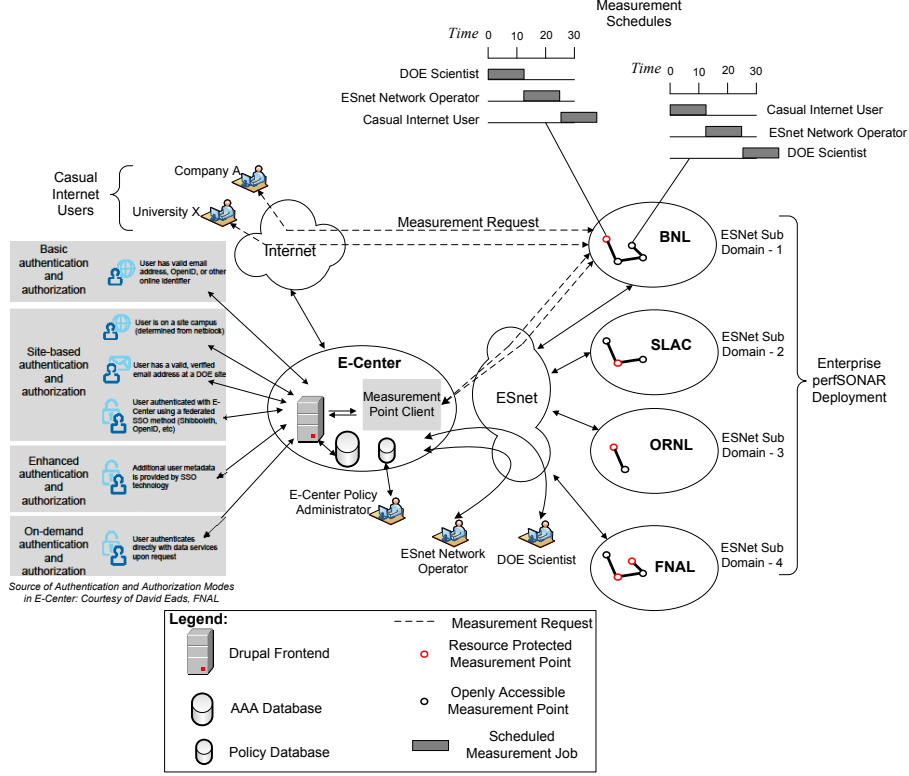 Measurement
Schedules
Time 0 10 20 30
DOE Scientist
ESnet Network Operator
Casual Internet User
Time 0 10 20 30
Casual Internet User
ESnet Network Operator
DOE Scientist
Casual
Internet
Users
Company A
University X
Internet
Measurement Request
BNL
ESNet Sub
Domain - 1
SLAC
ESNet Sub
Domain - 2
ORNL
ESNet Sub
Domain - 3
FNAL
ESNet Sub
Domain - 4
Enterprise
perfSONAR
Deployment
ESnet
E-Center
Measurement
Point Client
E-Center Policy
Administrator
ESnet Network
Operator
DOE Scientist
Basic
authentication
and
authorization
User has valid email
address, OpenID, or other
online identifier
Site-based
authentication
and
authorization
User is on a site campus
(determined from netblock)
User has a valid, verified
email address at a DOE site
User authenticated with E-
Center using a federated
SSO method (Shibboleth,
OpenID, etc)
Enhanced
authentication
and
authorization
Additional user metadata
is provided by SSO
technology
On-demand
authentication
and
authorization
User authenticates
directly with data services
upon request
Source of Authentication and Authorization Modes
in E-Center: Courtesy of David Eads, FNAL
Legend:
Drupal Frontend
AAA Database
Policy Database
Measurement Request
Resource Protected
Measurement Point
Openly Accessible
Measurement Point
Scheduled
Measurement Job